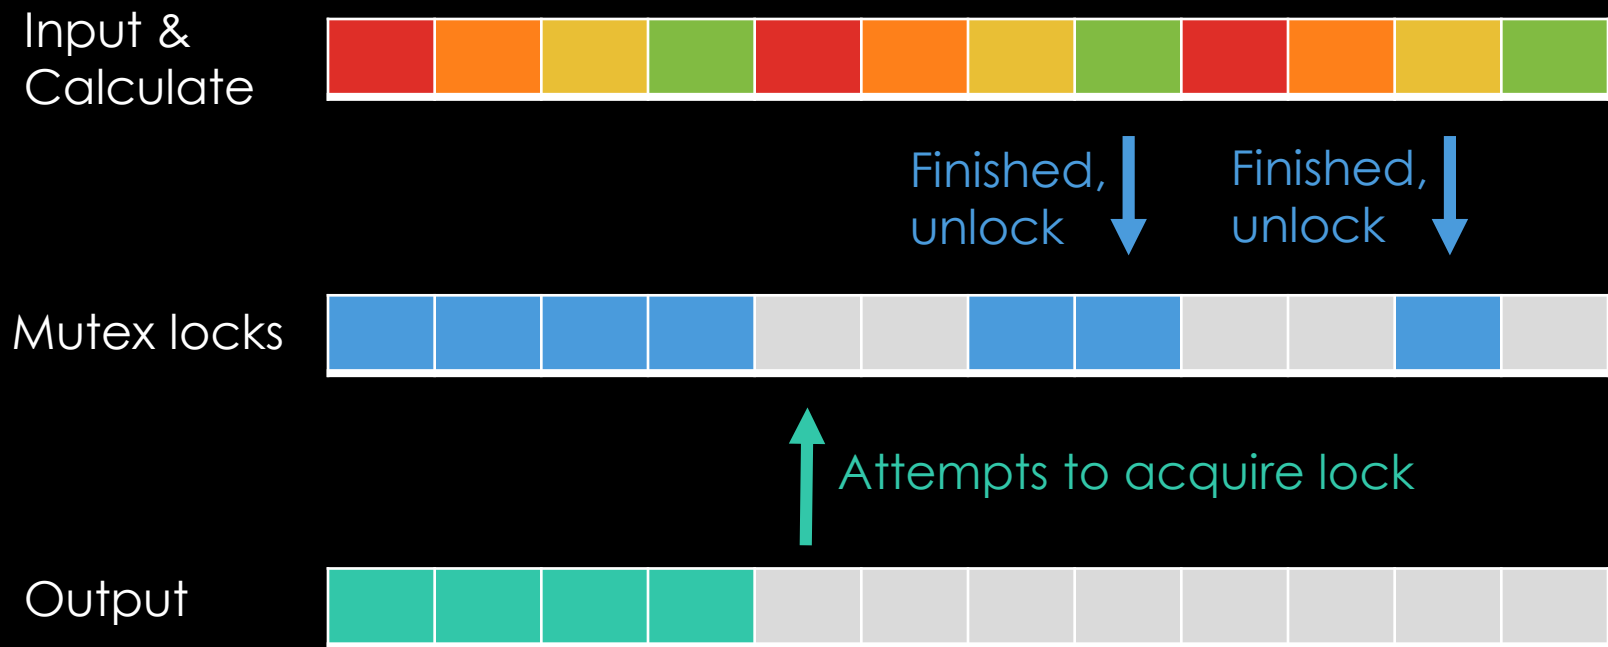 Input &
Calculate
Finished,
unlock
Finished,
unlock
Mutex locks
Attempts to acquire lock
Output